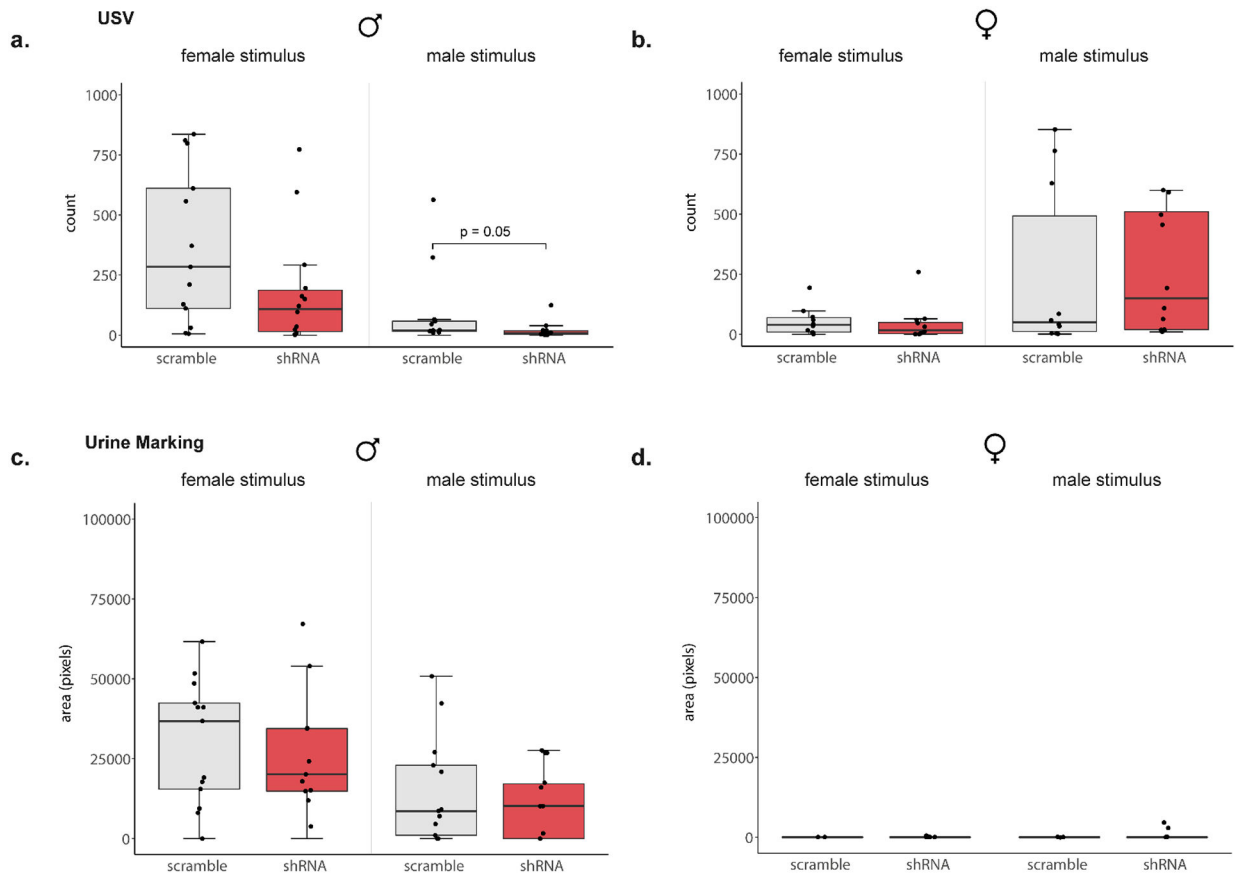 USV
a.
♂
female stimulus male stimulus
1000
750
500
250
0
count
p = 0.05
scramble shRNA scramble shRNA
b.
♀
female stimulus male stimulus
1000
750
500
250
0
count
scramble shRNA scramble shRNA
Urine Marking
c.
♂
female stimulus male stimulus
100000
75000
50000
25000
0
area (pixels)
scramble shRNA scramble shRNA
d.
♀
female stimulus male stimulus
100000
75000
50000
25000
0
area (pixels)
scramble shRNA scramble shRNA